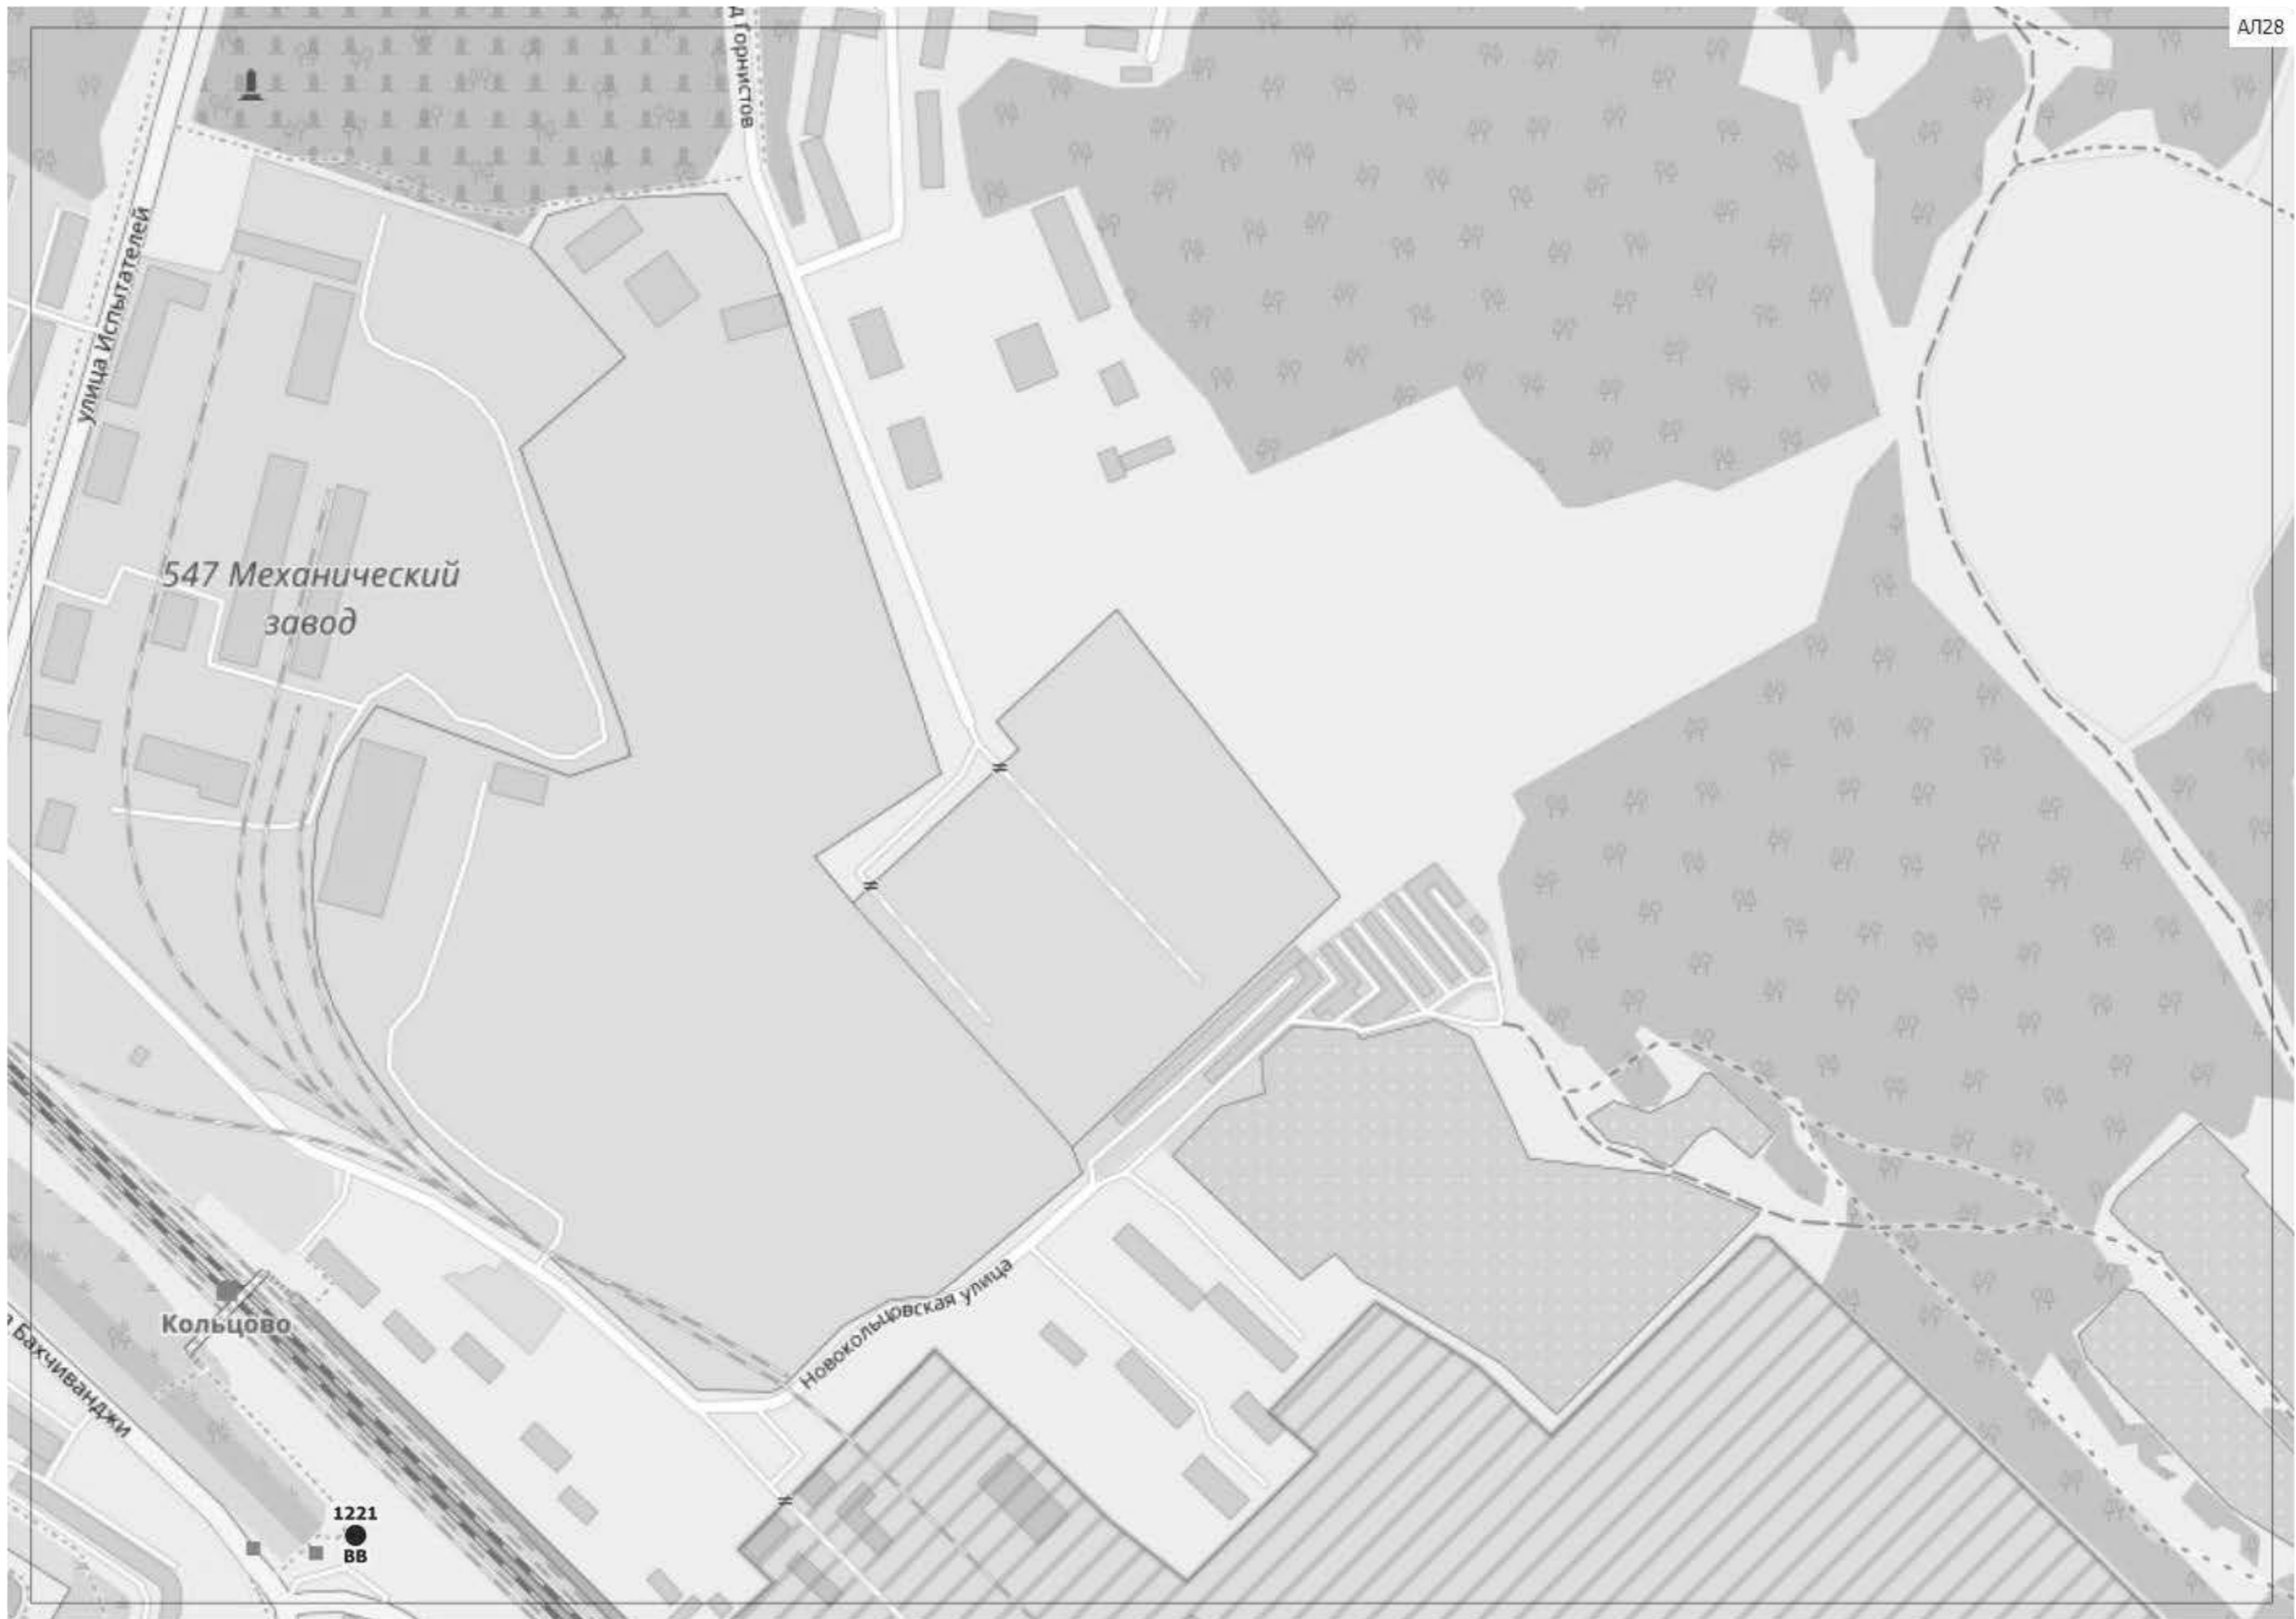 АЛ28
д Горнистов
улица Испытателей
547 Механический
завод
Новокольцовская улица
Кольцово
Бахчиванджи
1221
ВВ